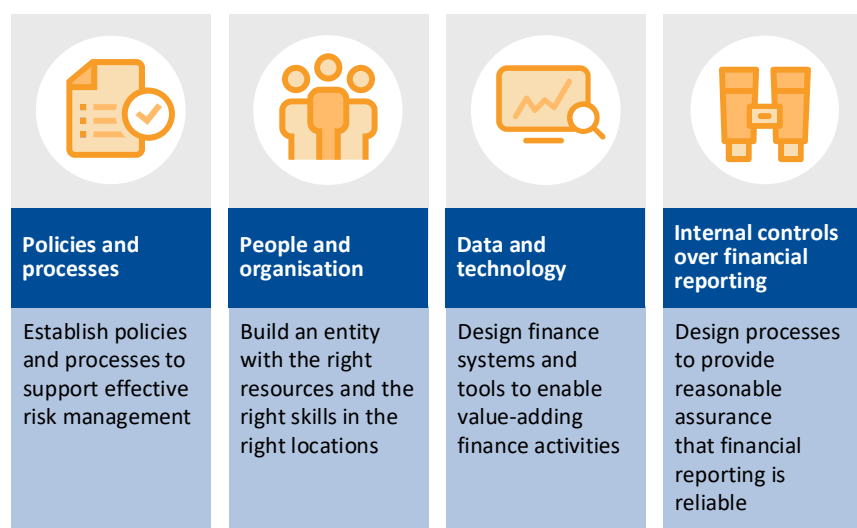 Policies and
processes
Establish policies
and processes to
support effective
risk management
People and
organisation
Build an entity
with the right
resources and the
right skills in the
right locations
Data and
technology
Design finance
systems and
tools to enable
value-adding
finance activities
Internal controls
over financial
reporting
Design processes
to provide
reasonable
assurance
that financial
reporting is
reliable